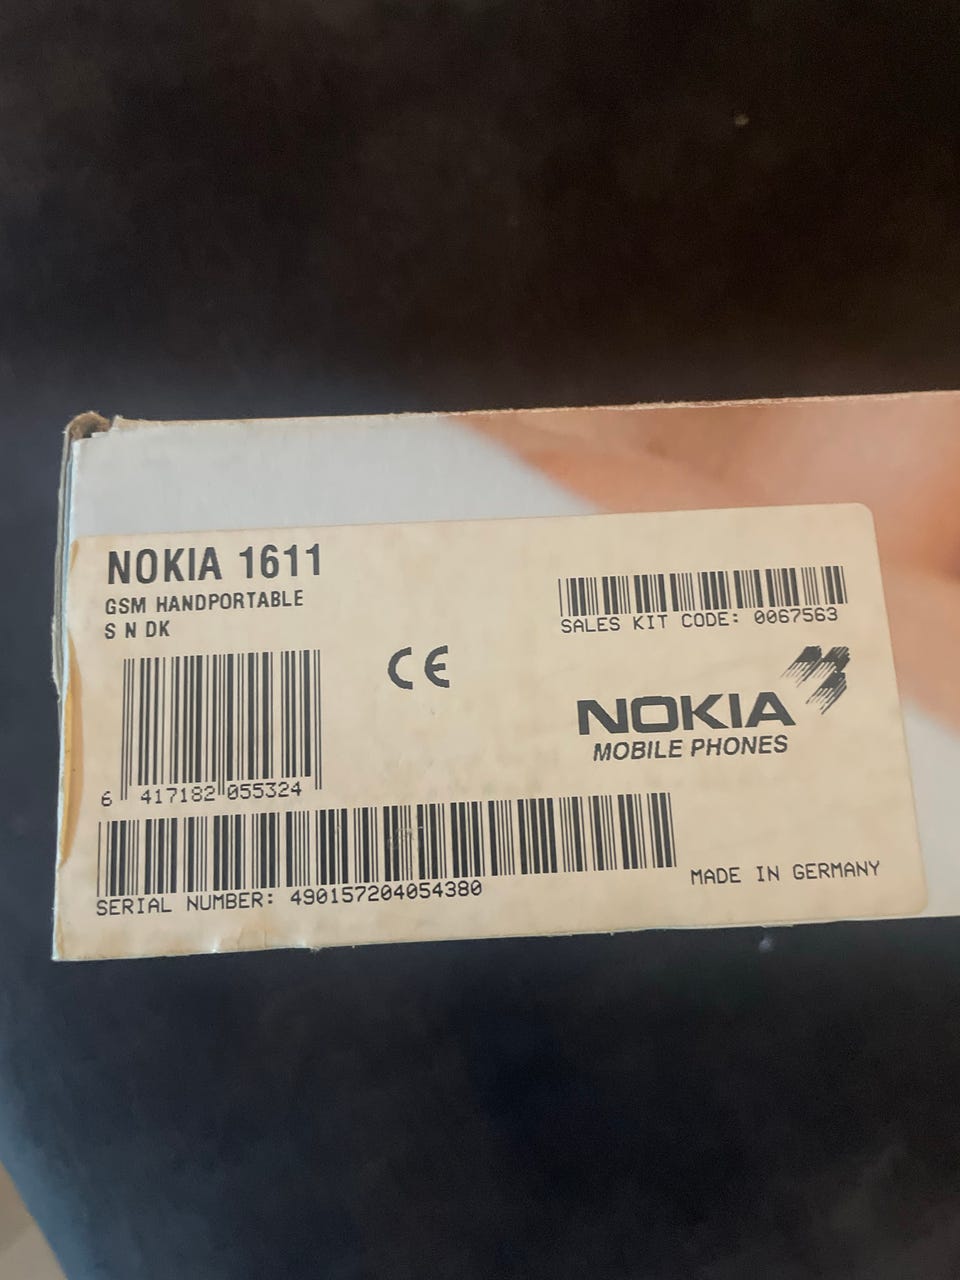 NOKIA 1611
GSM HANDPORTABLE
S N DK
SALES KIT CODE: 0067563
CE
NOKIA
MOBILE PHONES
6 417182 055324
SERIAL NUMBER: 490157204054380
MADE IN GERMANY